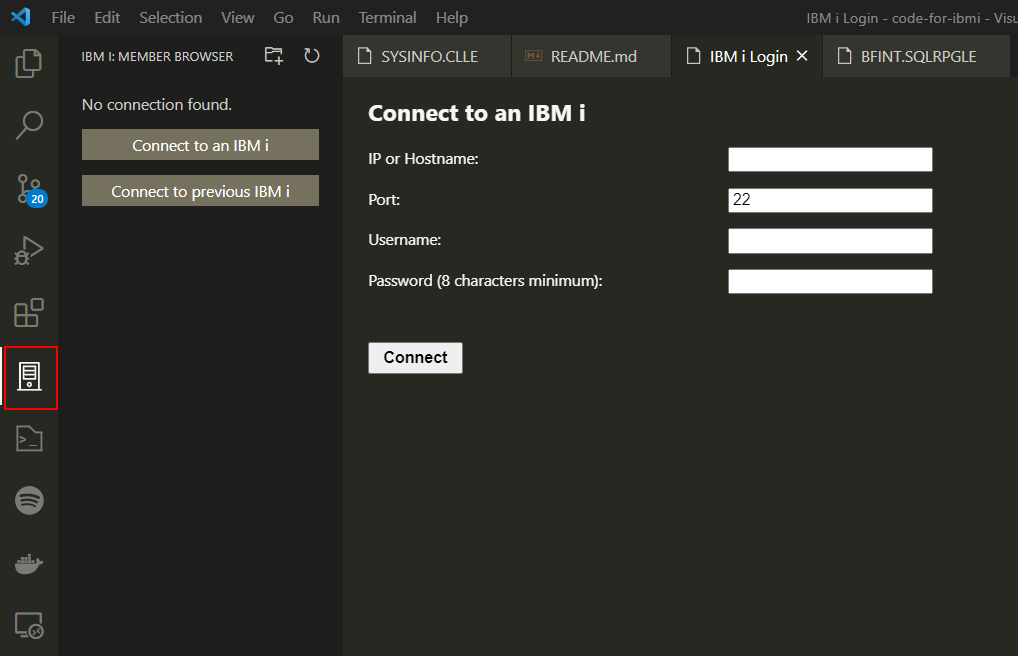 File Edit Selection View Go Run Terminal Help
IBM i Login - code-for-ibmi - Visu
IBM I: MEMBER BROWSER
SYSINFO.CLLE
README.md
IBM i Login
BFINT.SQLRPGLE
No connection found.
Connect to an IBM i
Connect to previous IBM i
20
Connect to an IBM i
IP or Hostname:
Port: 22
Username:
Password (8 characters minimum):
Connect